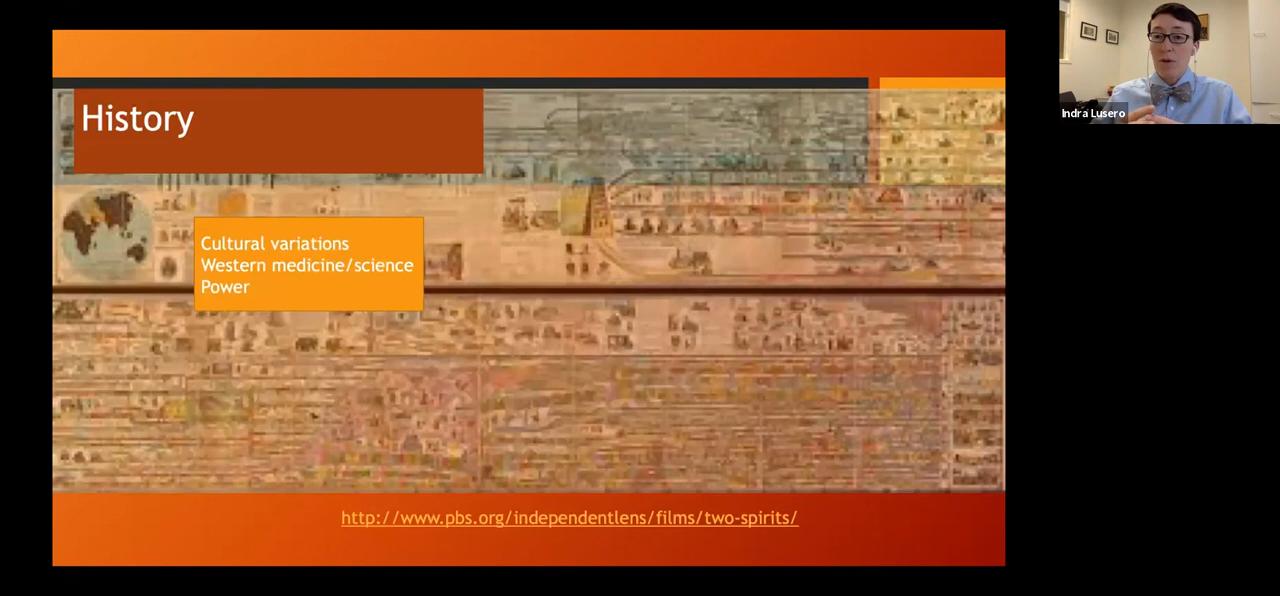 History
Indra Lusero
Cultural variations
Western medicine/science
Power
http://www.pbs.org/independentlens/films/two-spirits/